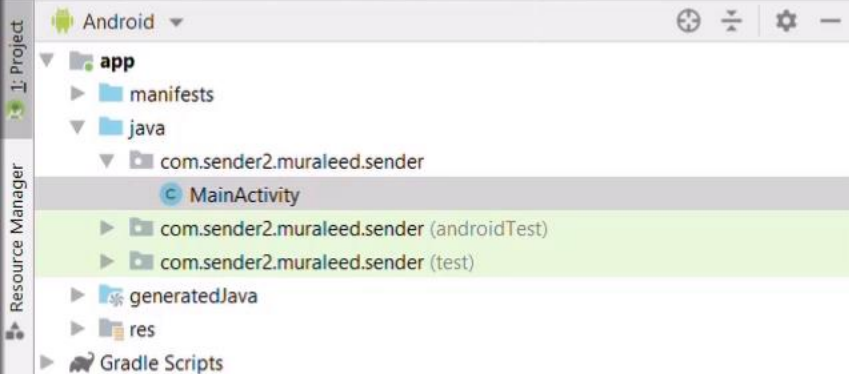 Android
1: Project
app
manifests
java
com.sender2.muraleed.sender
MainActivity
com.sender2.muraleed.sender (androidTest)
com.sender2.muraleed.sender (test)
generatedJava
res
Gradle Scripts
Resource Manager